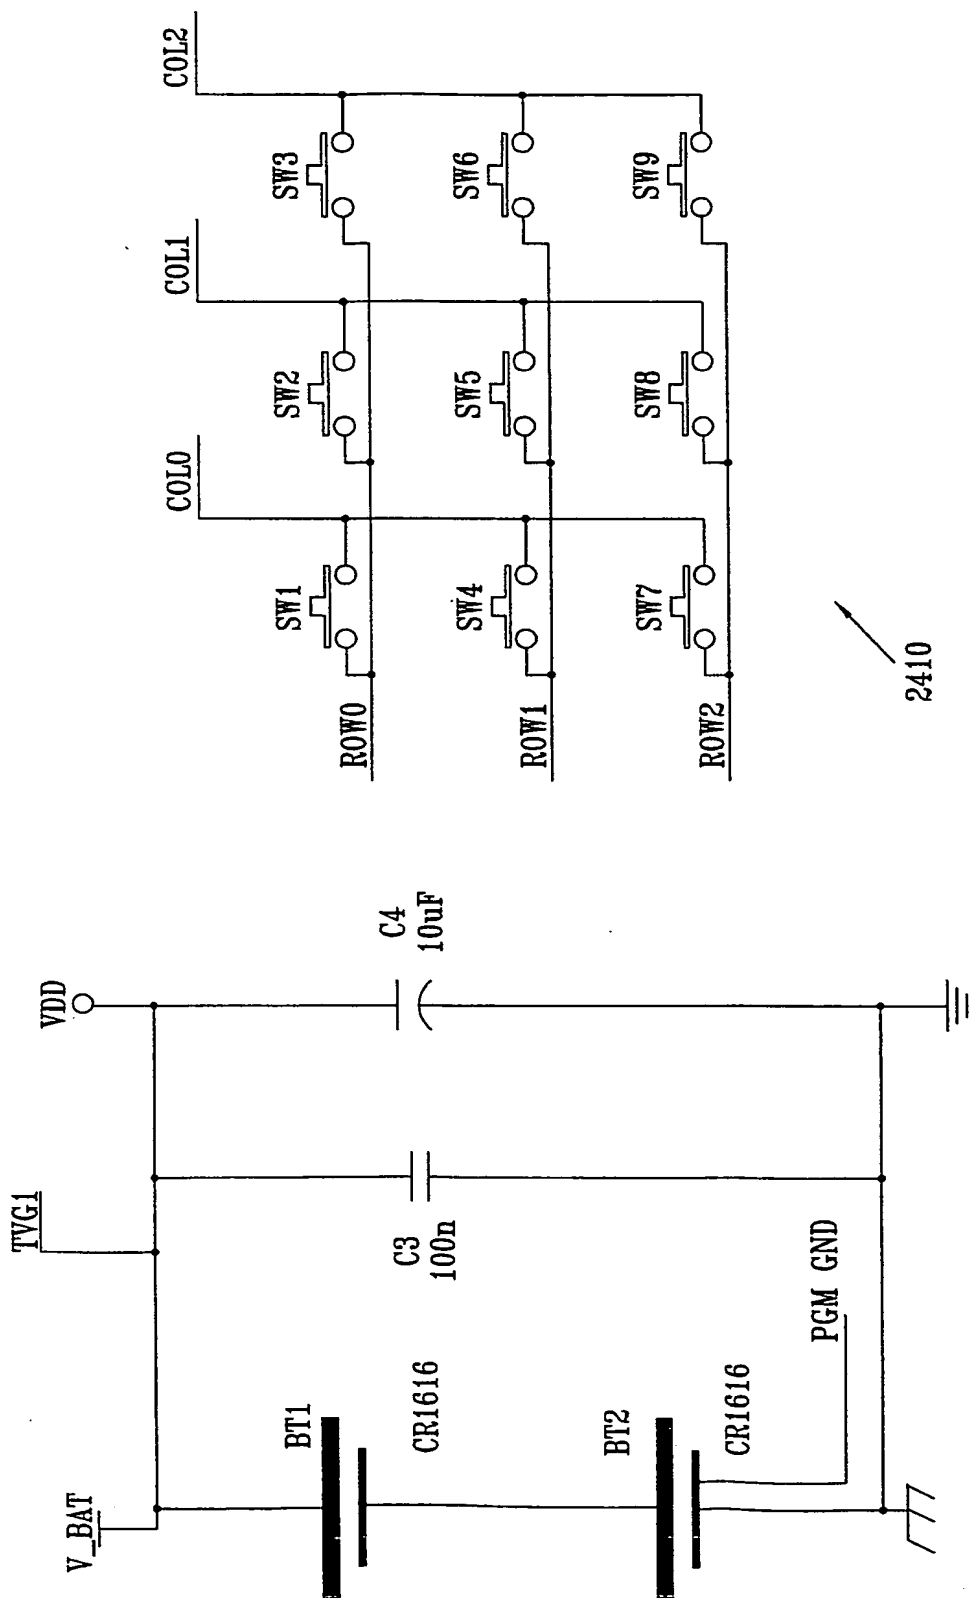 V_BAT
TVG1
VDD
BT1
CR1616
C3
100n
C4
10uF
BT2
CR1616
PGM GND
COL0
COL1
COL2
SW1
SW2
SW3
ROW0
SW4
SW5
SW6
ROW1
SW7
SW8
SW9
ROW2
2410